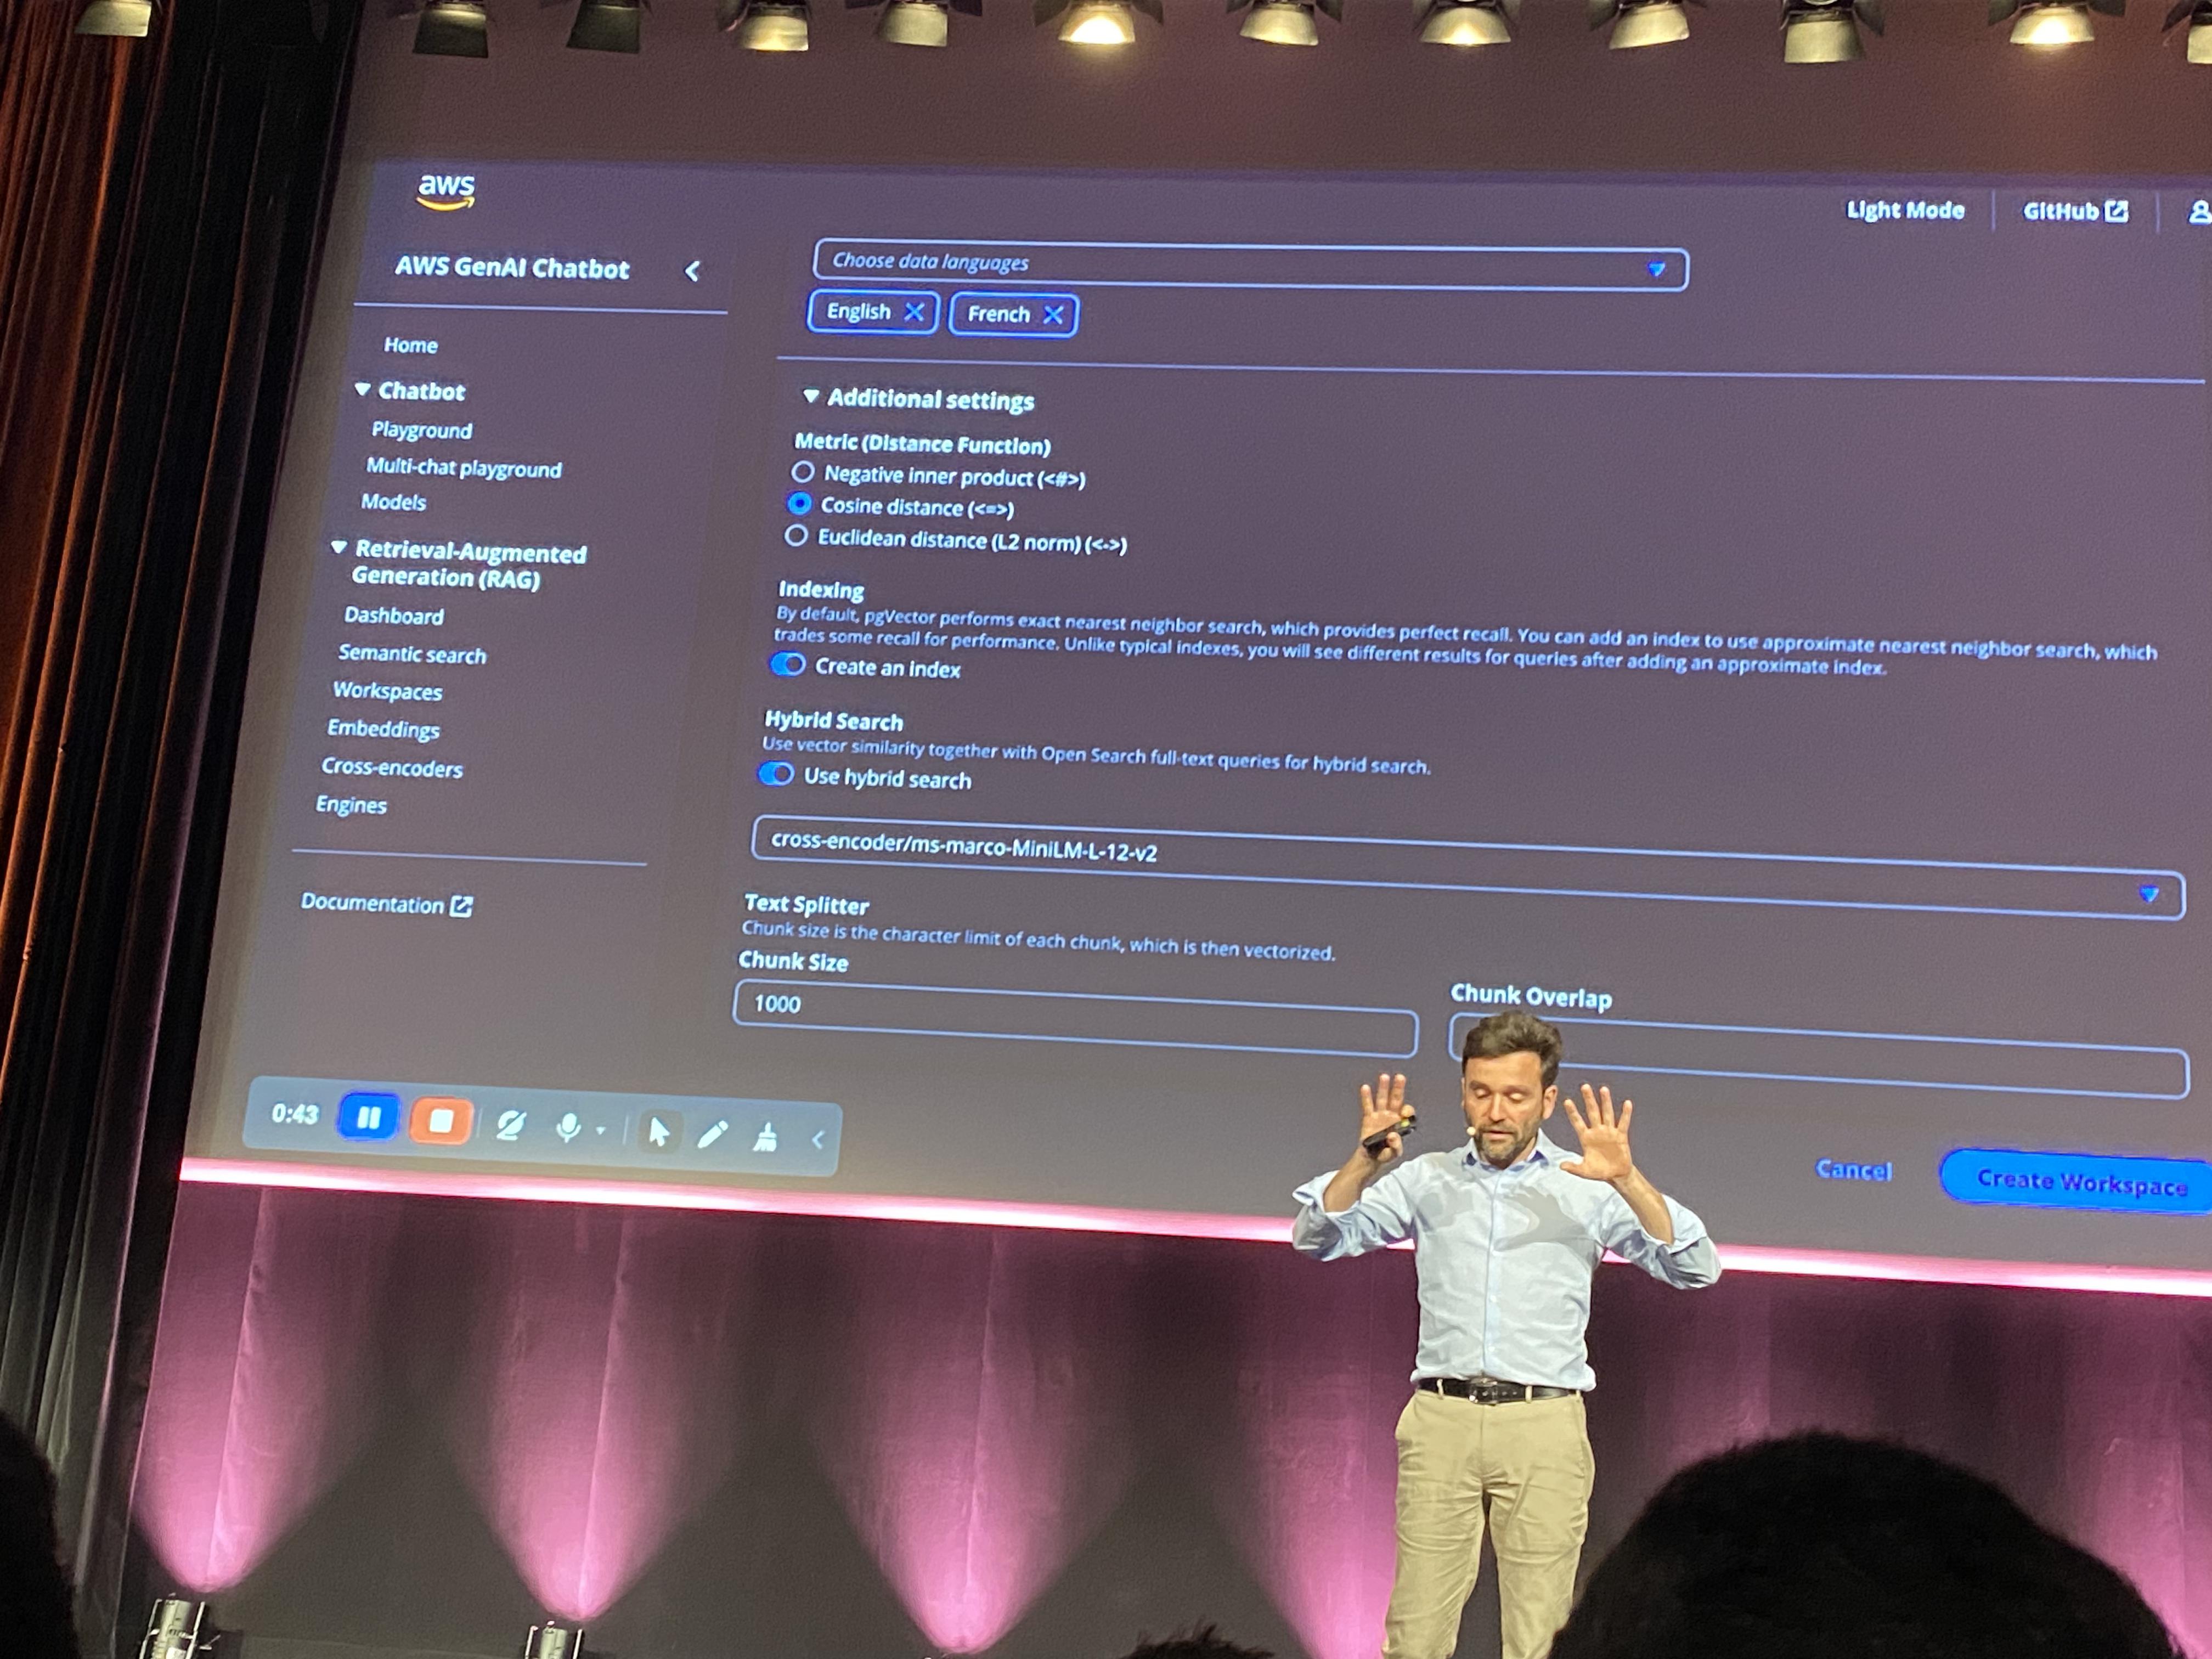 aws
Light Mode
GitHub
AWS GenAI Chatbot
Home
Chatbot
Playground
Multi-chat playground
Models
Retrieval-Augmented
Generation (RAG)
Dashboard
Semantic search
Workspaces
Embeddings
Cross-encoders
Engines
Documentation
Choose data languages
English
French
Additional settings
Metric (Distance Function)
Negative inner product (<#>)
Cosine distance (<=>)
Euclidean distance (L2 norm) (<->)
Indexing
By default, pgVector performs exact nearest neighbor search, which provides perfect recall. You can add an index to use approximate nearest neighbor search, which
trades some recall for performance. Unlike typical indexes, you will see different results for queries after adding an approximate index.
Create an index
Hybrid Search
Use vector similarity together with Open Search full-text queries for hybrid search.
Use hybrid search
cross-encoder/ms-marco-MiniLM-L-12-v2
Text Splitter
Chunk size is the character limit of each chunk, which is then vectorized.
Chunk Size
1000
Chunk Overlap
0:43
Cancel
Create Workspace